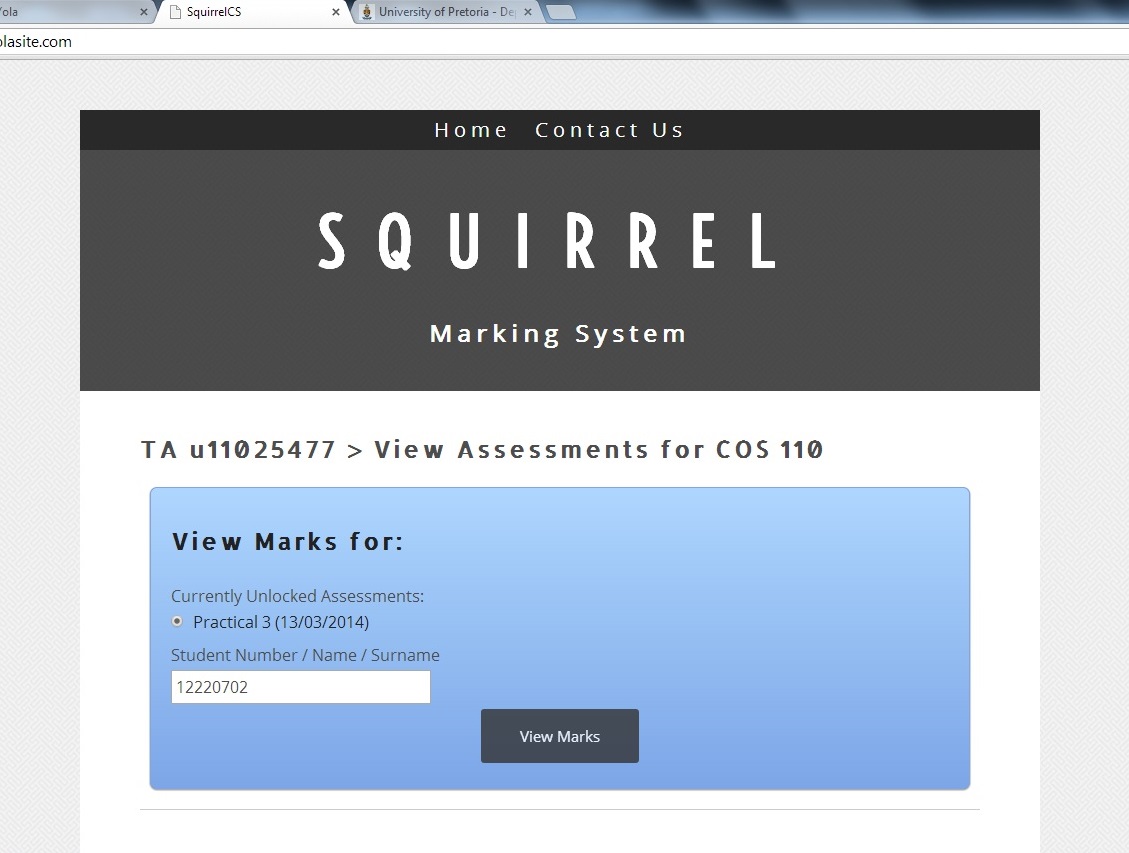 Yola
SquirrelCS
University of Pretoria - De
olasite.com
Home Contact Us
SQUIRREL
Marking System
TA u11025477 > View Assessments for COS 110
View Marks for:
Currently Unlocked Assessments:
Practical 3 (13/03/2014)
Student Number / Name / Surname
12220702
View Marks